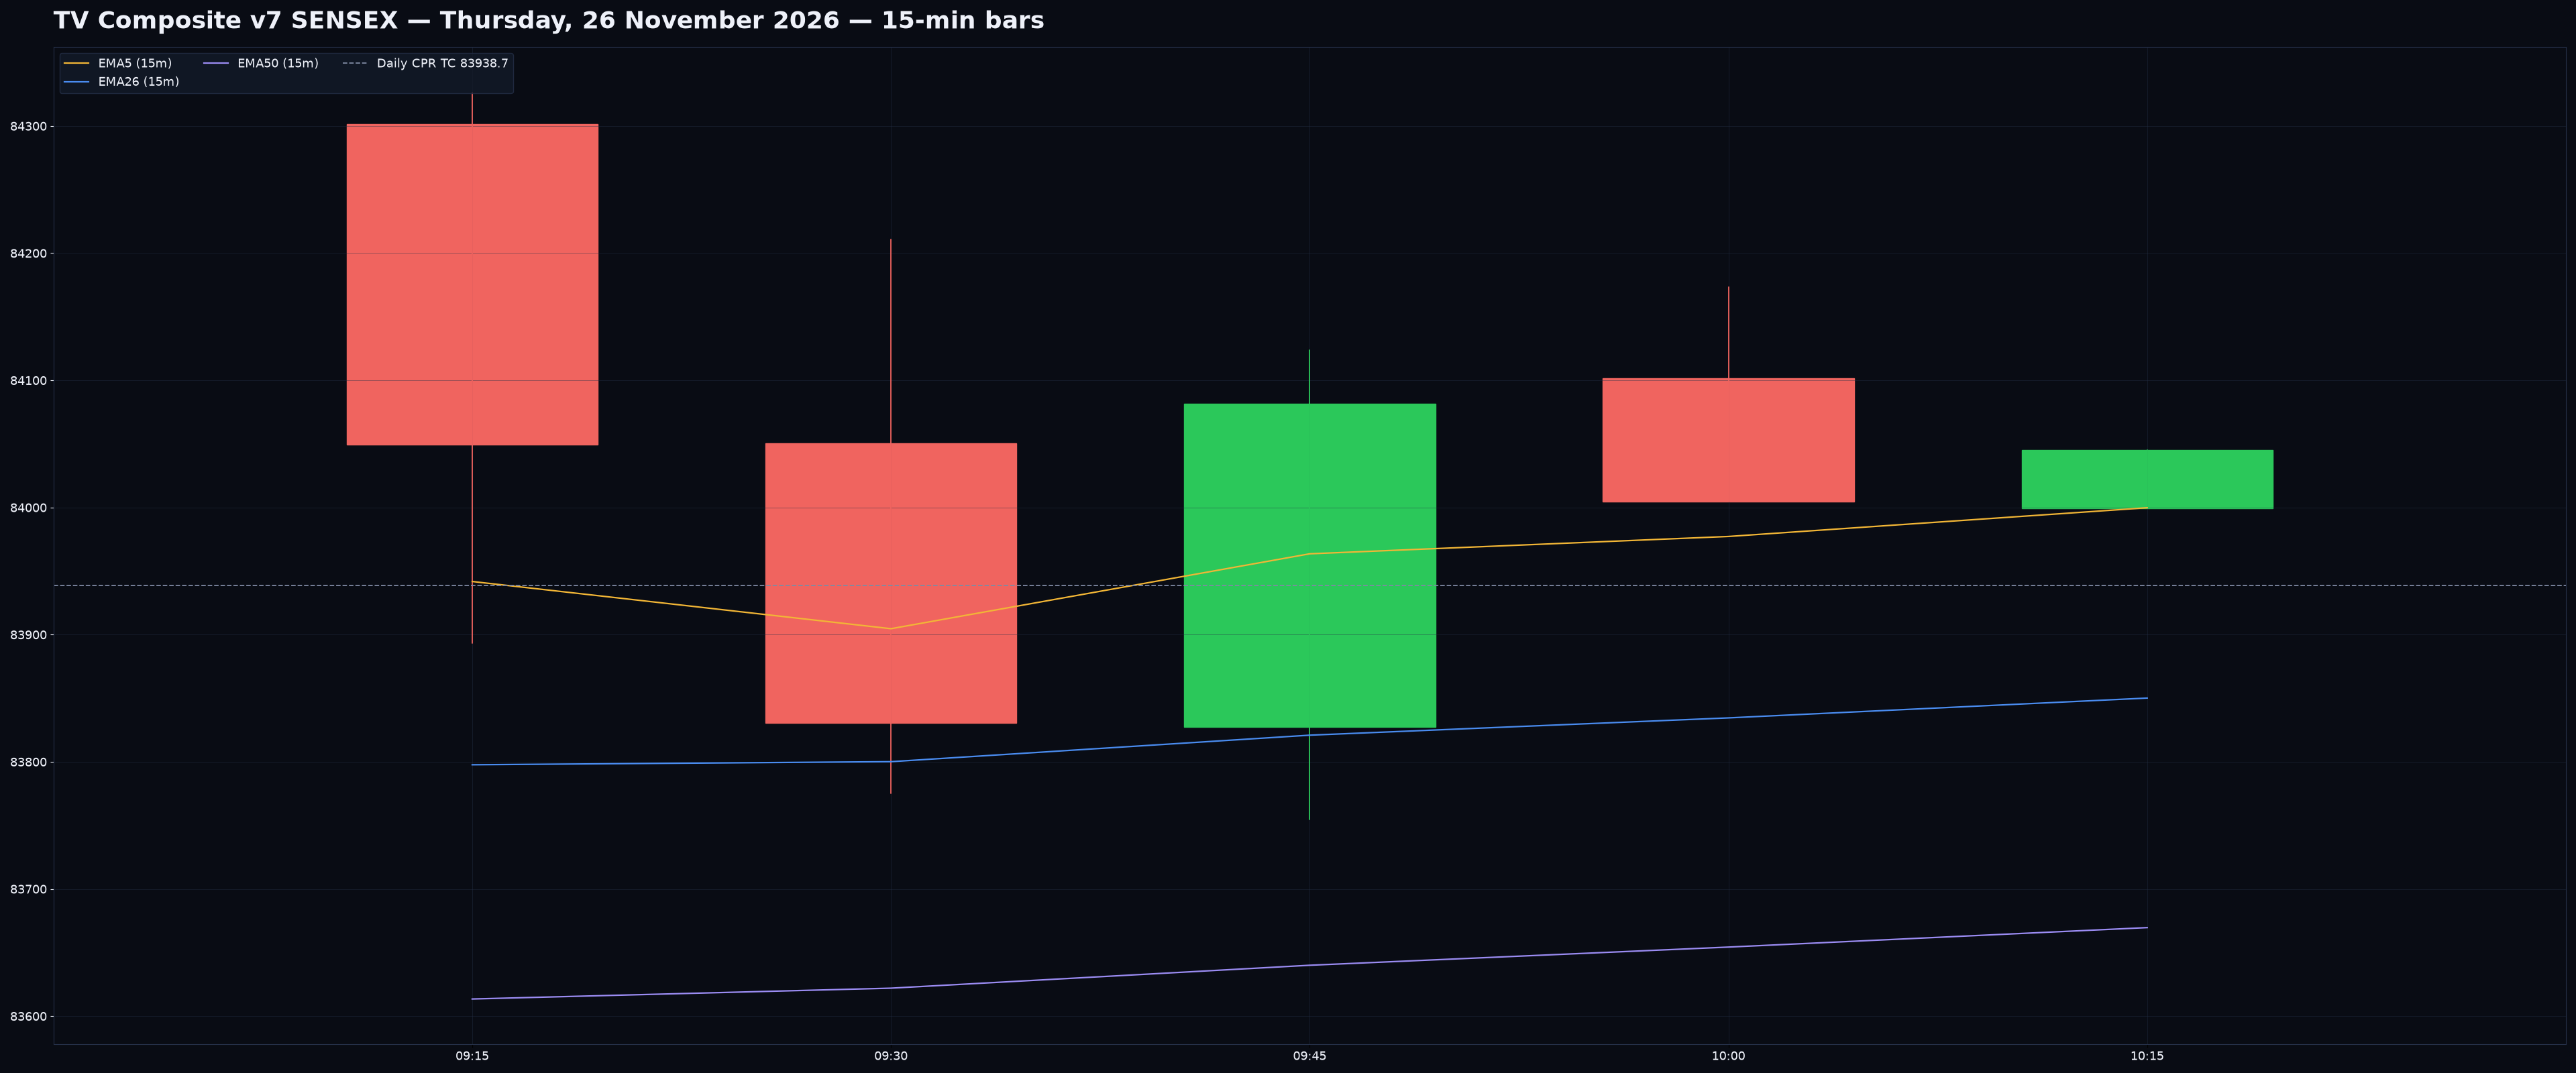 TV Composite v7 SENSEX — Thursday, 26 November 2026 — 15-min bars
EMA5 (15m) EMA50 (15m) Daily CPR TC 83938.7
EMA26 (15m)
84300
84200
84100
84000
83900
83800
83700
83600
09:15 09:30 09:45 10:00 10:15